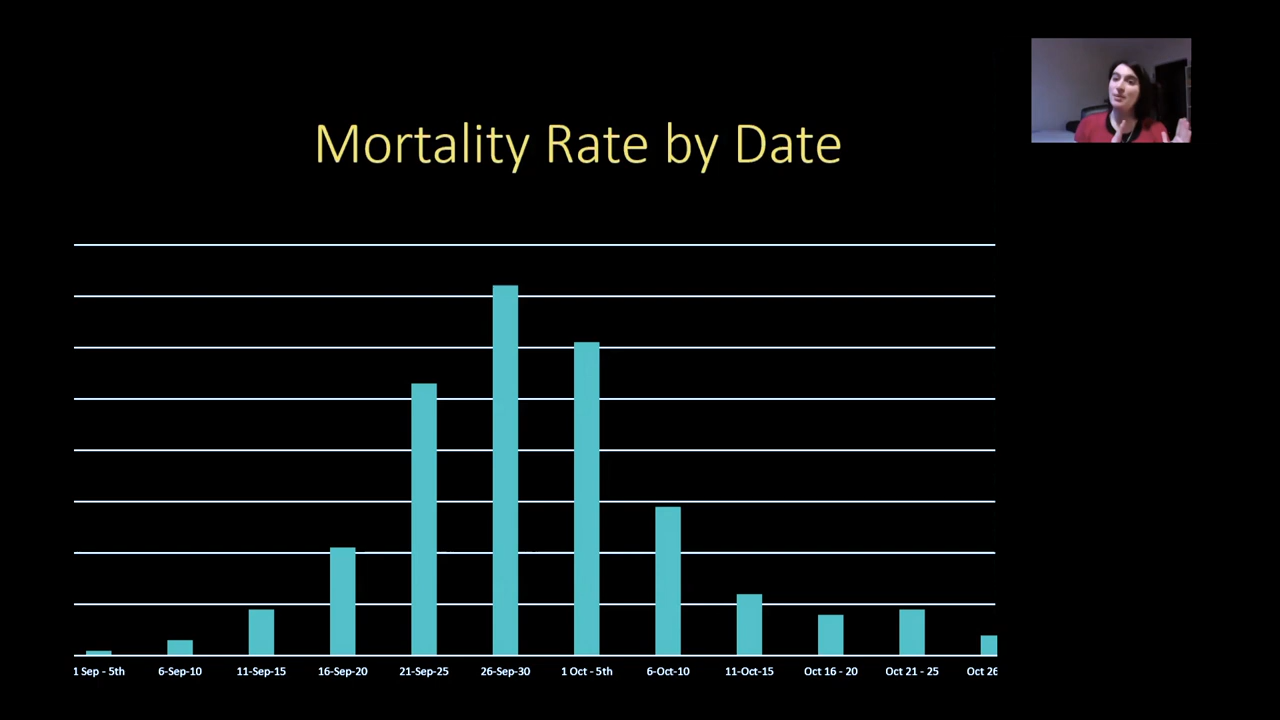 Mortality Rate by Date
1 Sep - 5th
6-Sep-10
11-Sep-15
16-Sep-20
21-Sep-25
26-Sep-30
1 Oct - 5th
6-Oct-10
11-Oct-15
Oct 16 - 20
Oct 21 - 25
Oct 26